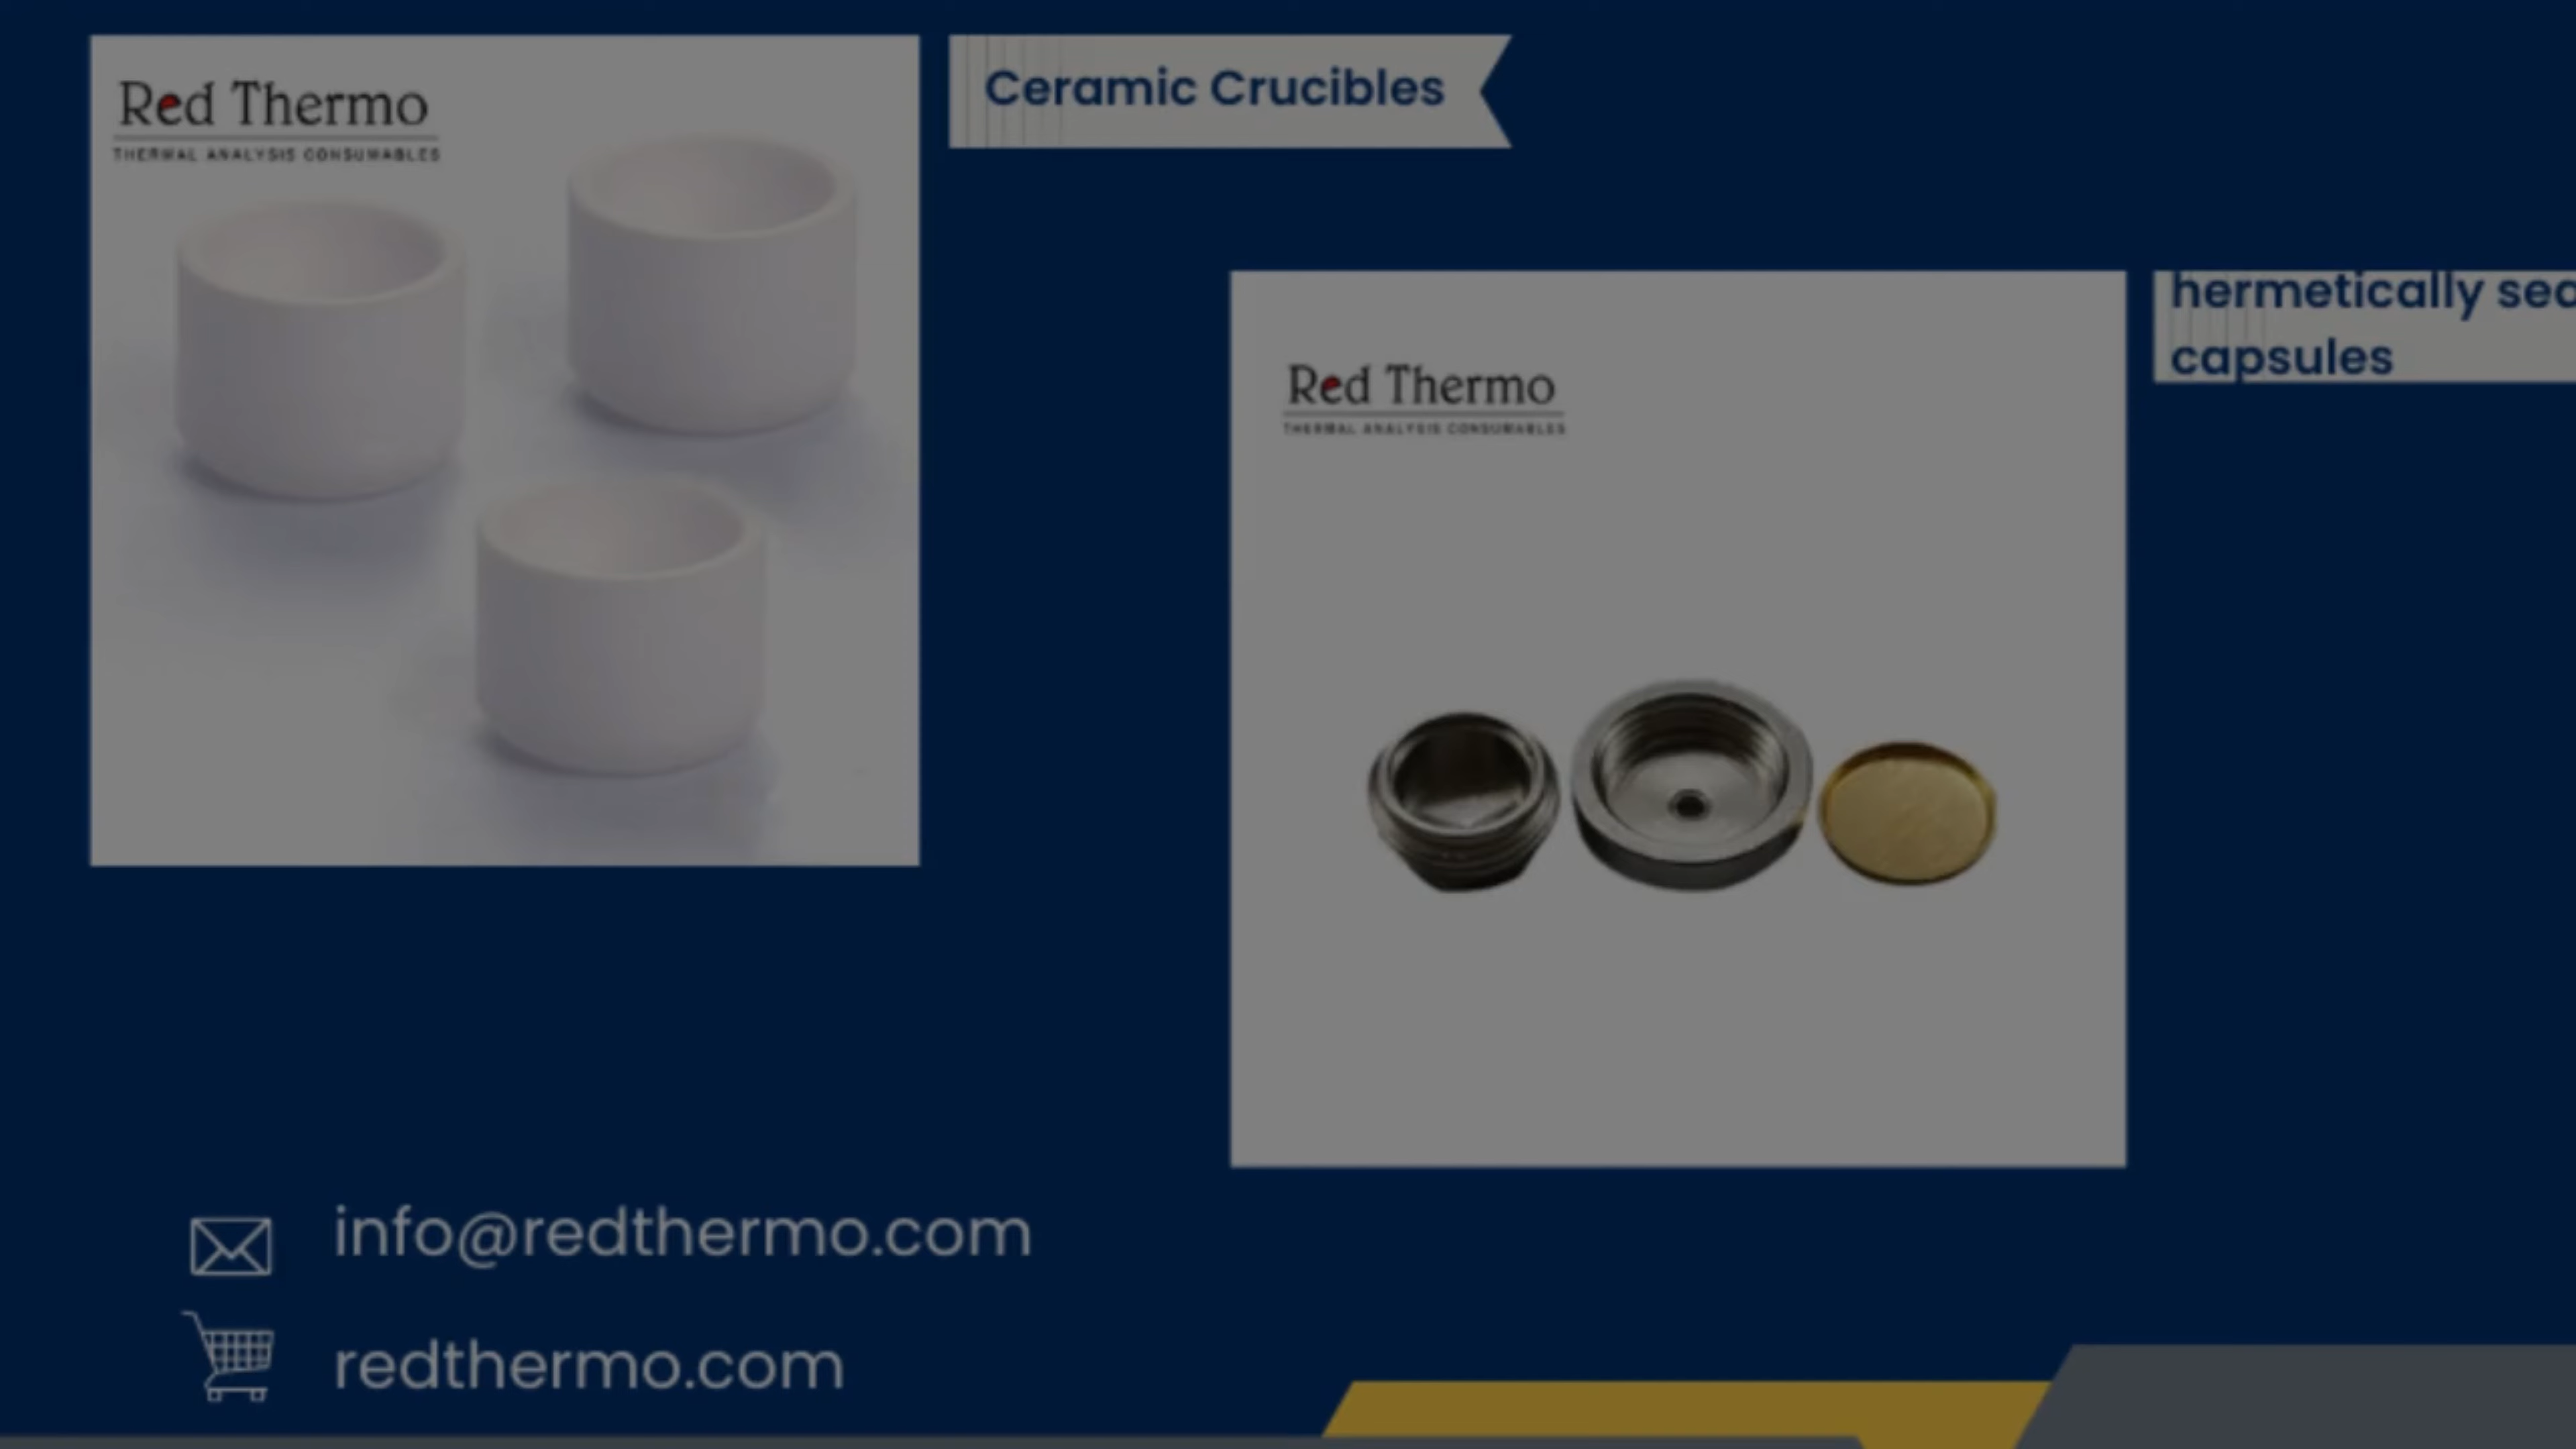 Red Thermo
THERMAL ANALYSIS CONSUMABLES
Ceramic Crucibles
hermetically
capsules
Red Thermo
THERMAL ANALYSIS CONSUMABLES
info@redthermo.com
redthermo.com